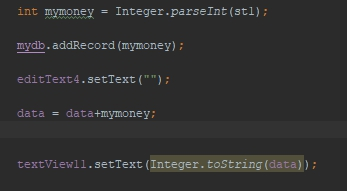 int mymoney = Integer.parseInt(st1);
mydb.addRecord(mymoney);
editText4.setText("");
data = data+mymoney;
textView11.setText(Integer.toString(data));